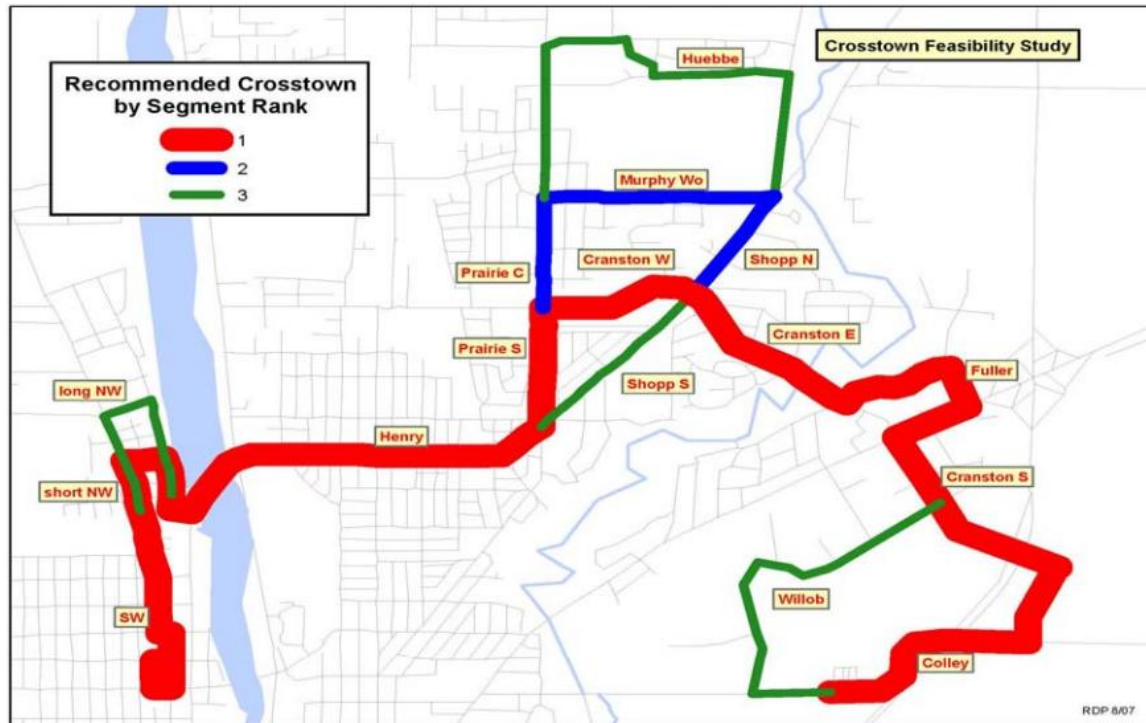 Crosstown Feasibility Study
Recommended Crosstown
by Segment Rank
1
2
3
Huebbe
Murphy Wo
Prairie C
Cranston W
Shopp N
Prairie S
Cranston E
Shopp S
Fuller
long NW
Henry
short NW
Cranston S
SW
Willob
Colley
RDP 8/07